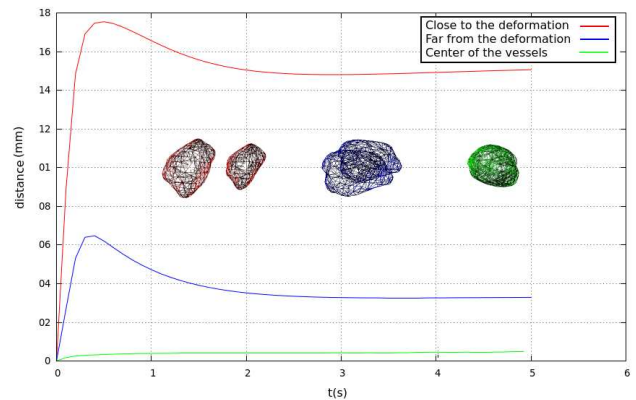 18
16
14
12
01
08
06
04
02
0
distance (mm)
Close to the deformation
Far from the deformation
Center of the vessels
0 1 2 3 4 5 6
t(s)